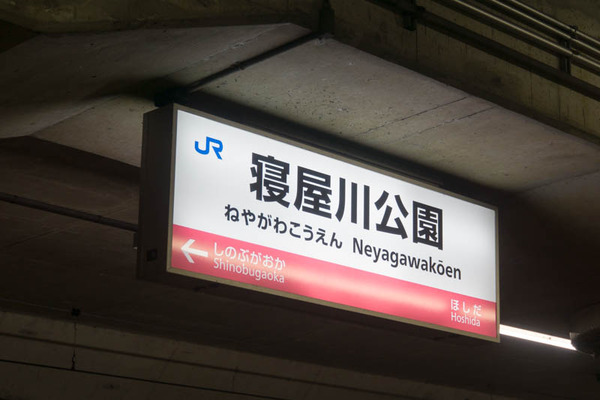 JR
寝屋川公園
ねやがわこうえん Neyagawakōen
← しのぶがおか
Shinobugaoka
ほしだ
Hoshida